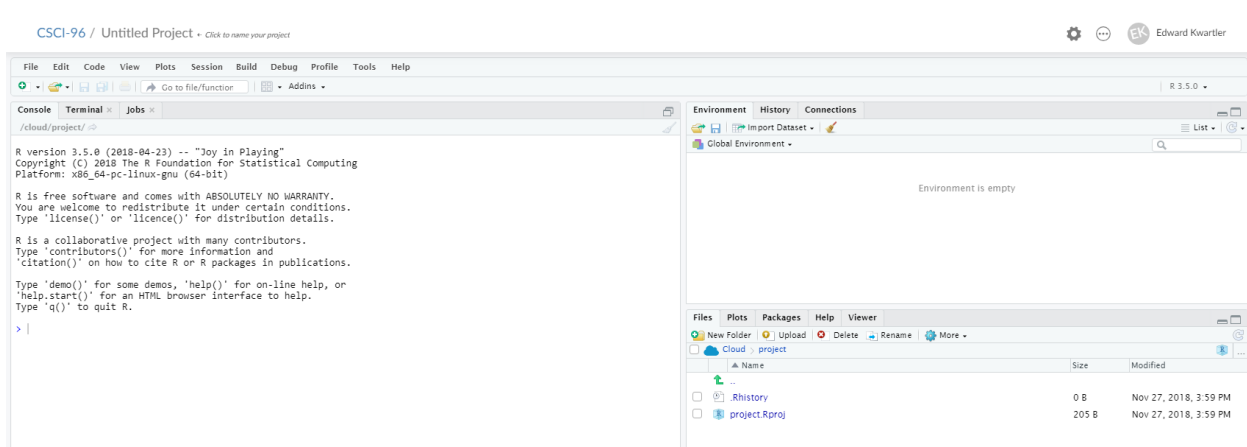 CSCI-96 / Untitled Project ← Click to name your project
EK Edward Kwartler
File Edit Code View Plots Session Build Debug Profile Tools Help
Go to file/function Addins
R 3.5.0
Console Terminal × Jobs ×
/cloud/project/
R version 3.5.0 (2018-04-23) -- "Joy in Playing"
Copyright (C) 2018 The R Foundation for Statistical Computing
Platform: x86_64-pc-linux-gnu (64-bit)
R is free software and comes with ABSOLUTELY NO WARRANTY.
You are welcome to redistribute it under certain conditions.
Type 'license()' or 'licence()' for distribution details.
R is a collaborative project with many contributors.
Type 'contributors()' for more information and
'citation()' on how to cite R or R packages in publications.
Type 'demo()' for some demos, 'help()' for on-line help, or
'help.start()' for an HTML browser interface to help.
Type 'q()' to quit R.
>
Environment History Connections
Import Dataset
List
Global Environment
Environment is empty
Files Plots Packages Help Viewer
New Folder Upload Delete Rename More
Cloud > project
R ...
Name Size Modified
..
.Rhistory 0 B Nov 27, 2018, 3:59 PM
project.Rproj 205 B Nov 27, 2018, 3:59 PM